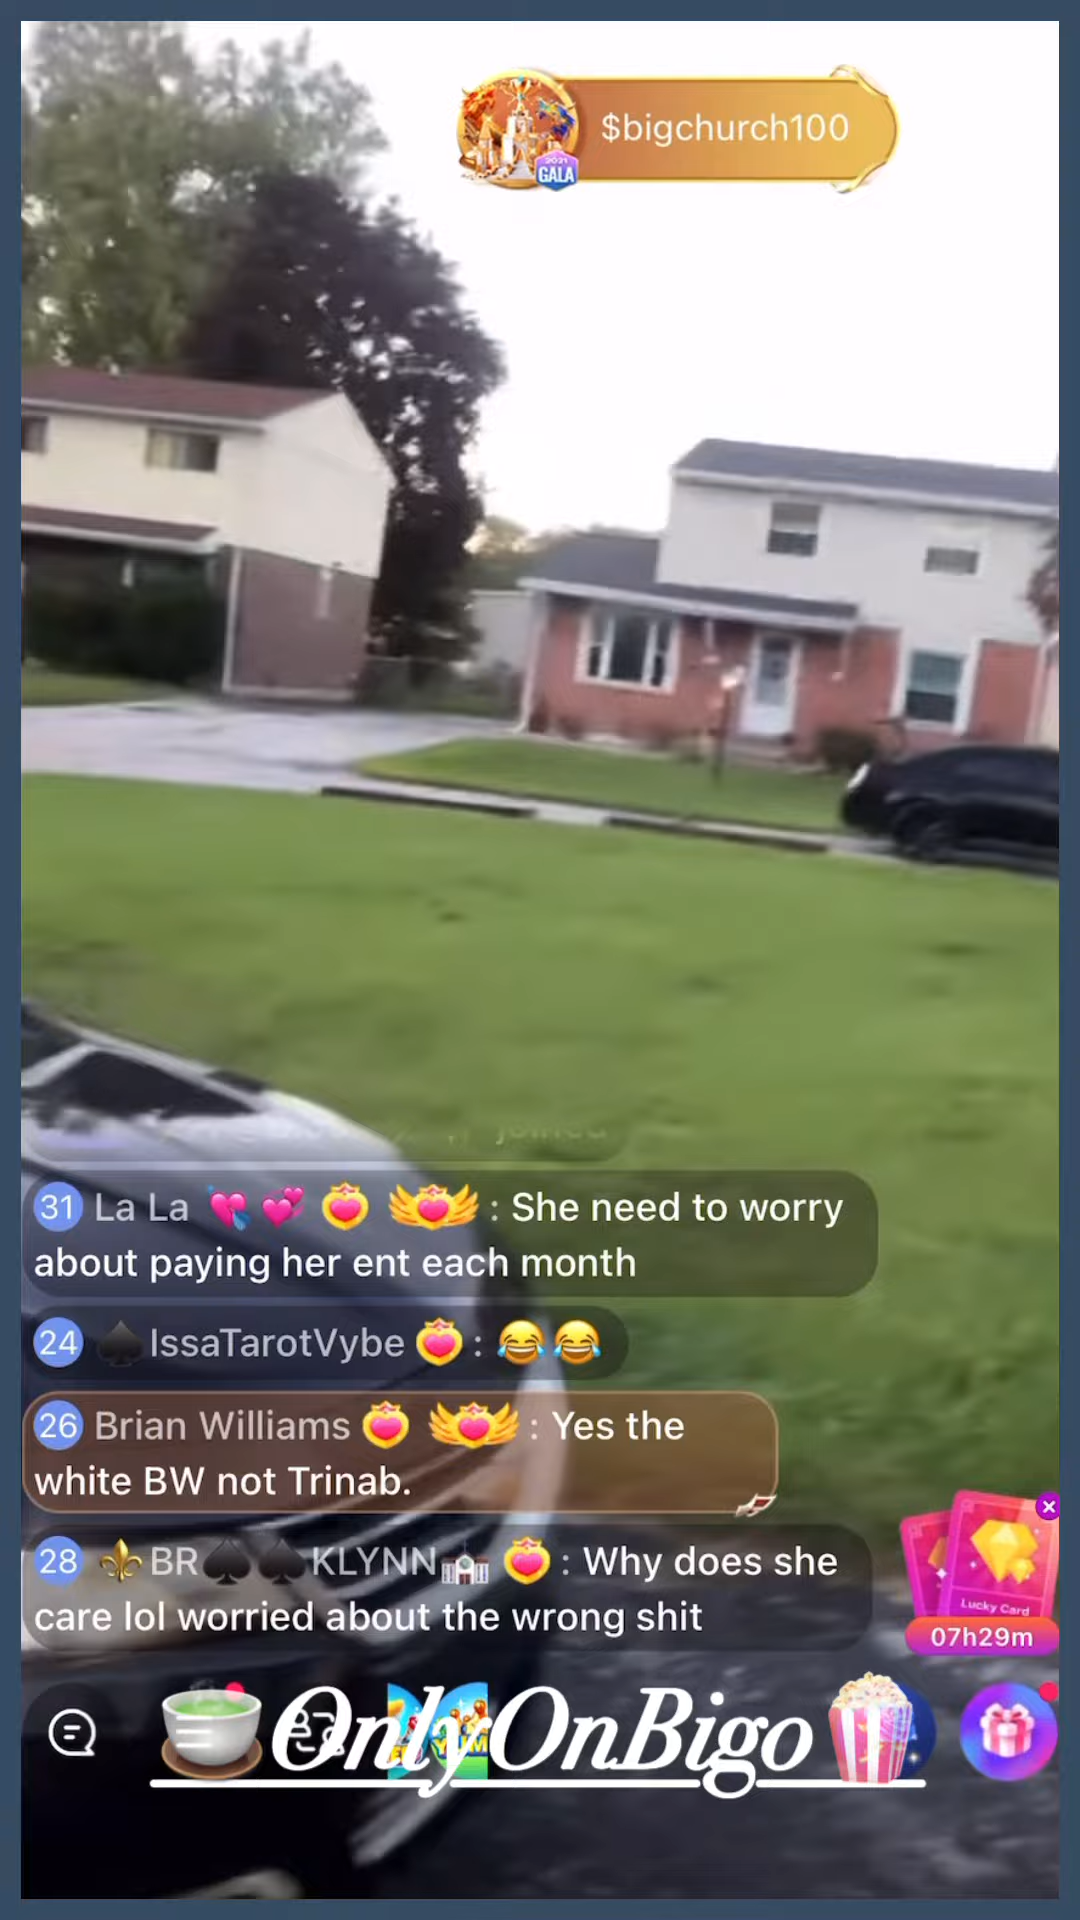 $bigchurch100
2021
GALA
joined
31 La La 💘 💞 : She need to worry
about paying her ent each month
24 ♠️IssaTarotVybe : 😂😂
26 Brian Williams : Yes the
white BW not Trinab.
28 ⚜️BR♠️♠️KLYNN : Why does she
care lol worried about the wrong shit
Lucky Card
07h29m
🍵OnlyOnBigo🍿